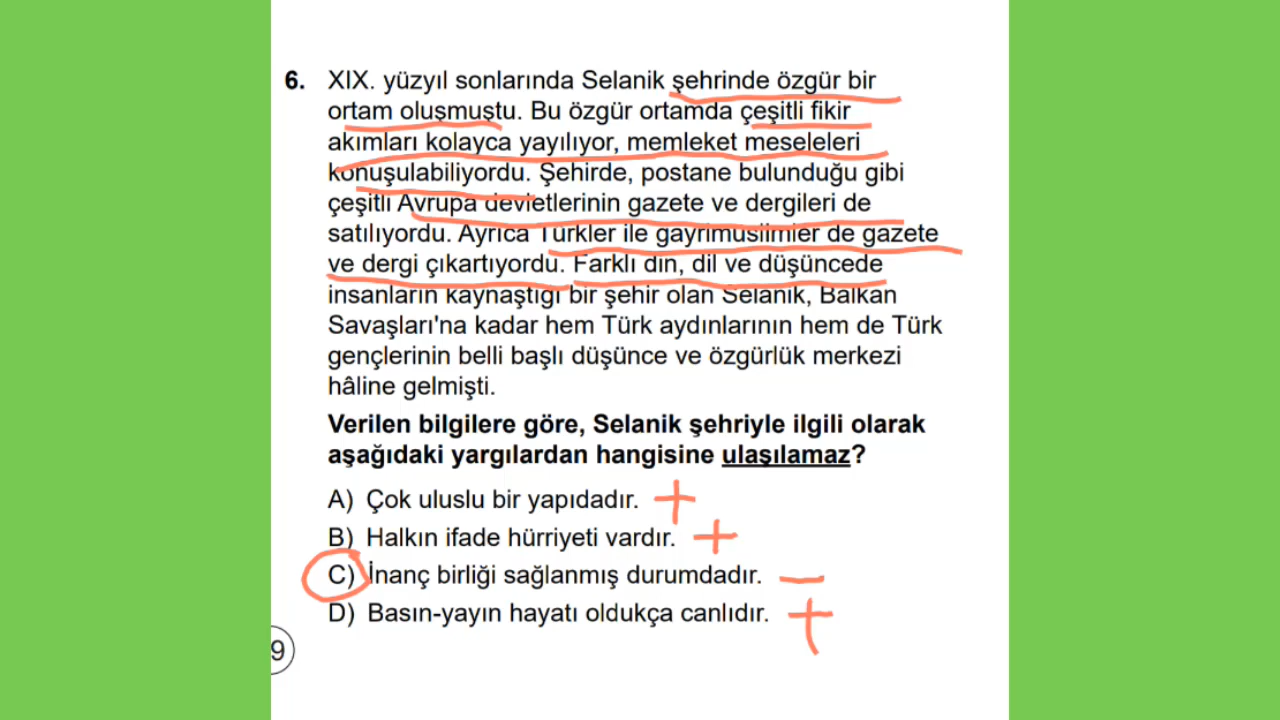 6. XIX. yüzyıl sonlarında Selanik şehrinde özgür bir
ortam oluşmuştu. Bu özgür ortamda çeşitli fikir
akımları kolayca yayılıyor, memleket meseleleri
konuşulabiliyordu. Şehirde, postane bulunduğu gibi
çeşitli Avrupa devletlerinin gazete ve dergileri de
satılıyordu. Ayrıca Türkler ile gayrimüslimler de gazete
ve dergi çıkartıyordu. Farklı din, dil ve düşüncede
insanların kaynaştığı bir şehir olan Selanik, Balkan
Savaşları'na kadar hem Türk aydınlarının hem de Türk
gençlerinin belli başlı düşünce ve özgürlük merkezi
hâline gelmişti.
Verilen bilgilere göre, Selanik şehriyle ilgili olarak
aşağıdaki yargılardan hangisine ulaşılamaz?
A) Çok uluslu bir yapıdadır. +
B) Halkın ifade hürriyeti vardır. +
C) İnanç birliği sağlanmış durumdadır. –
D) Basın-yayın hayatı oldukça canlıdır. +
9